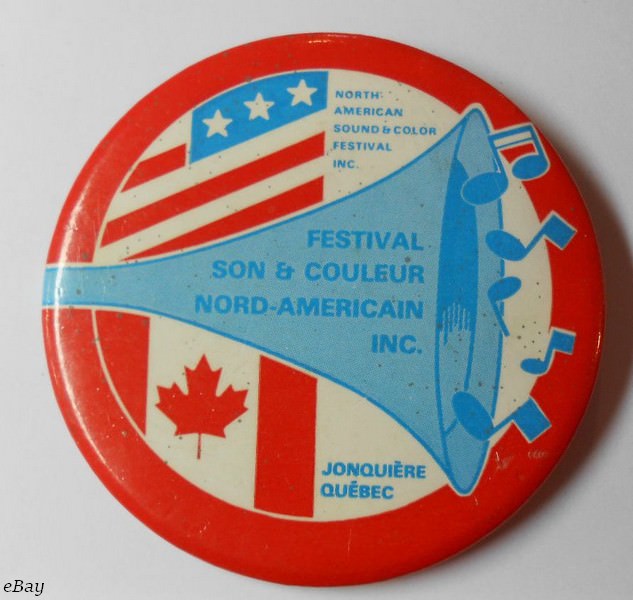 NORTH
AMERICAN
SOUND & COLOR
FESTIVAL
INC.
FESTIVAL
SON & COULEUR
NORD-AMERICAIN
INC.
JONQUIÈRE
QUÉBEC
eBay